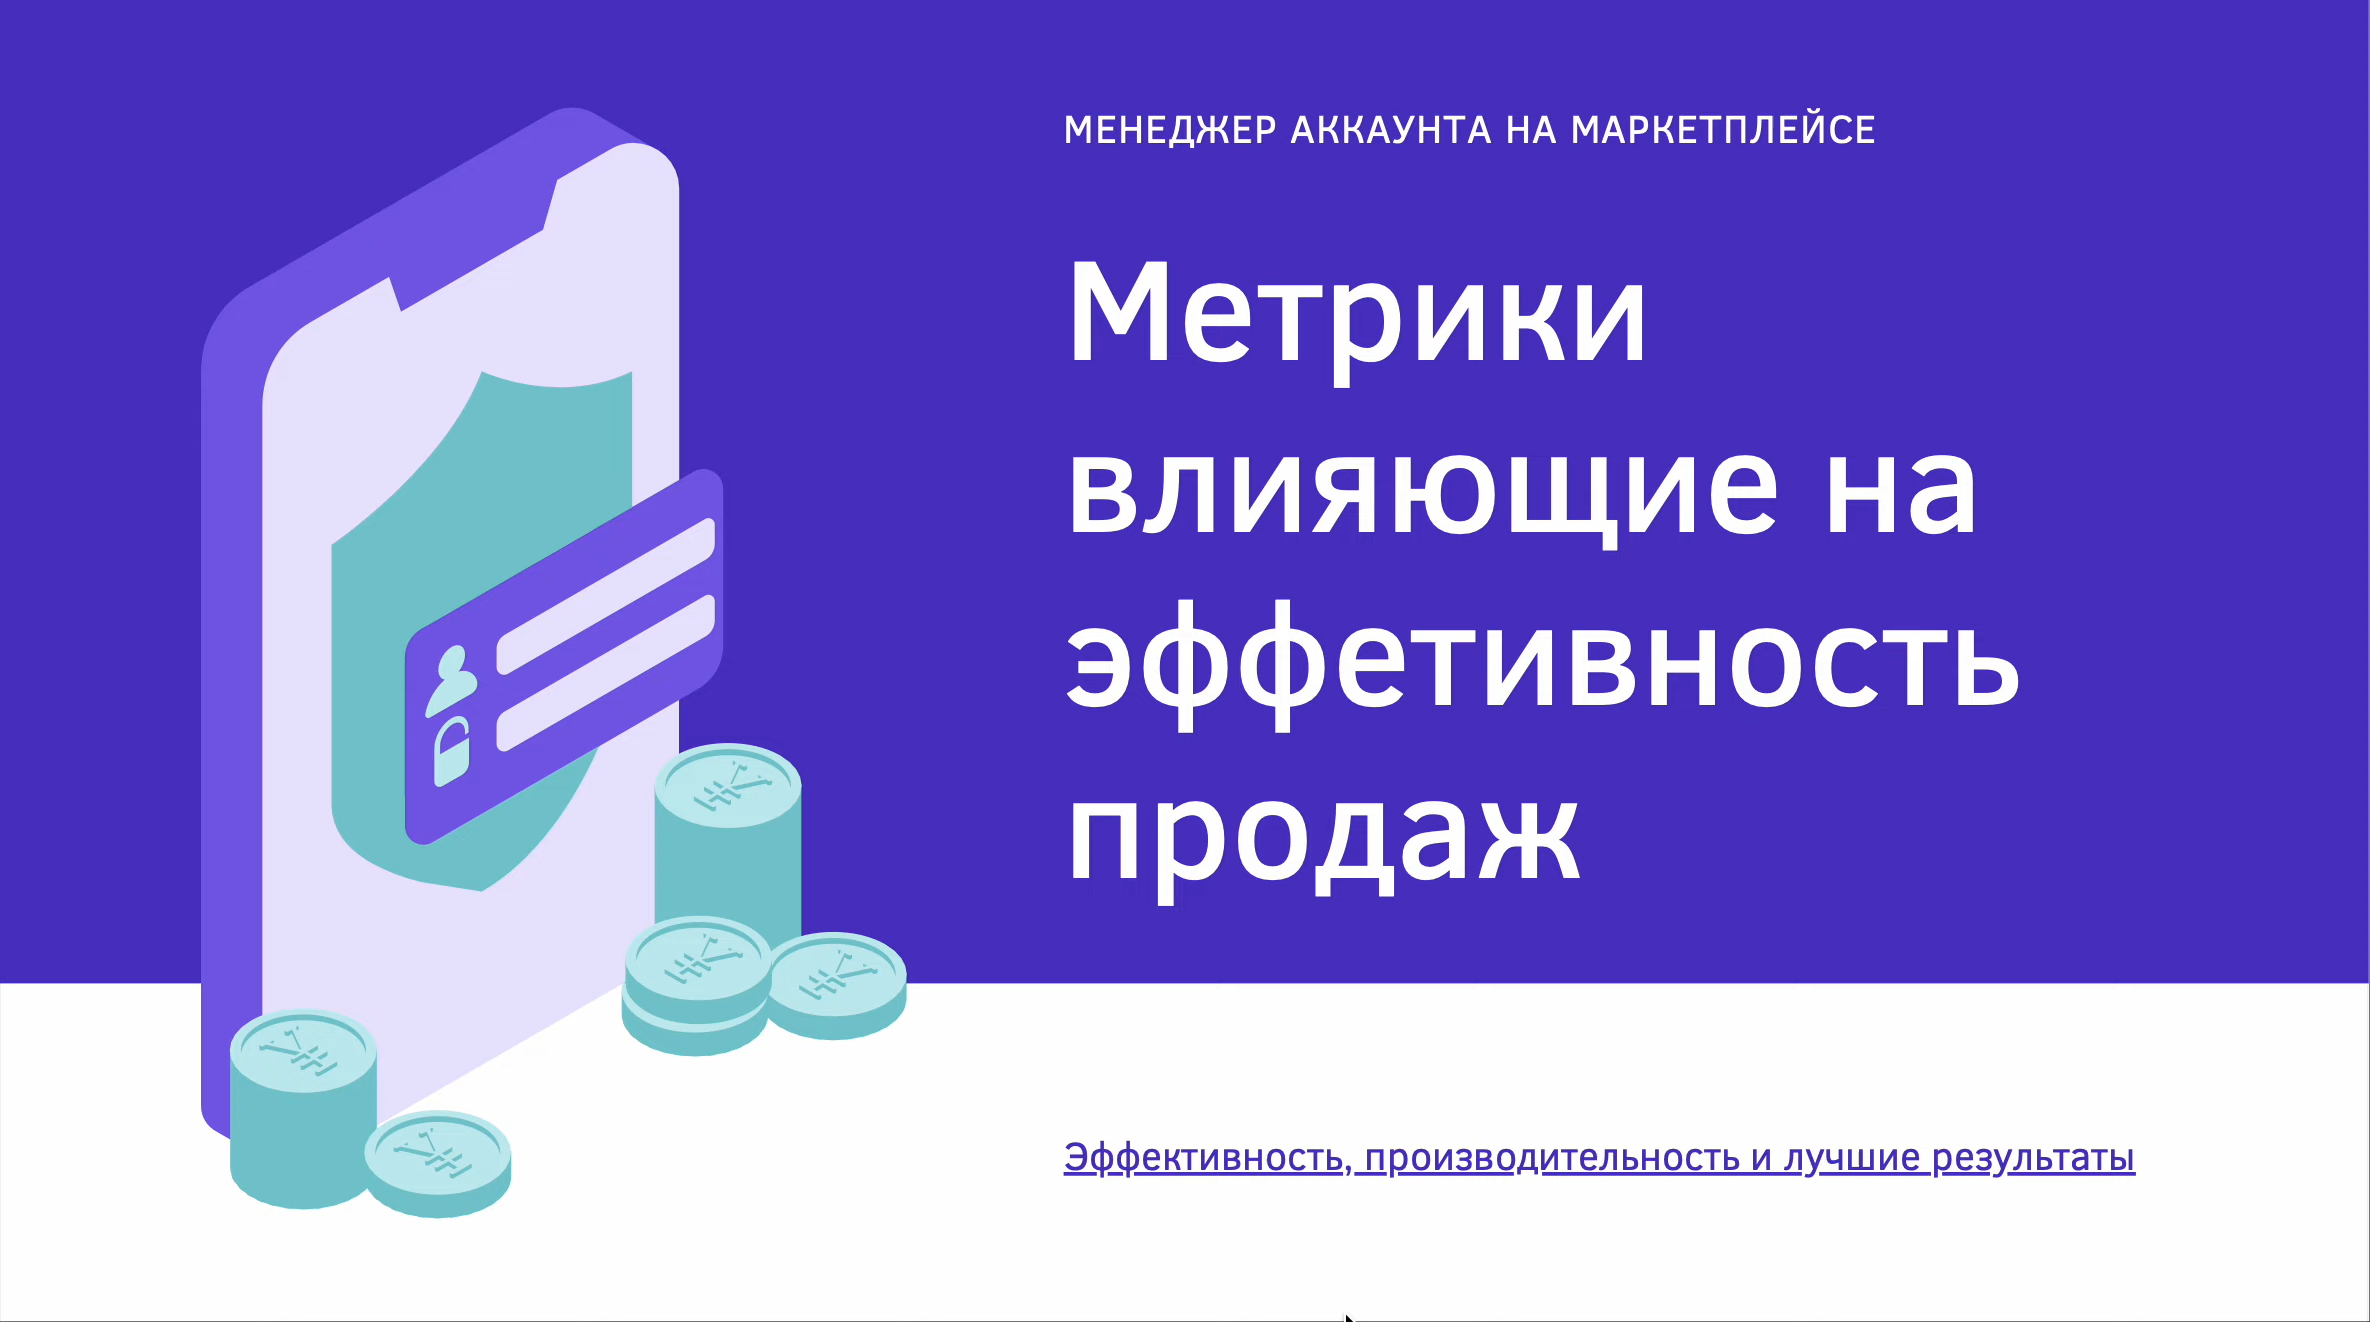 МЕНЕДЖЕР АККАУНТА НА МАРКЕТПЛЕЙСЕ
Метрики
влияющие на
эффетивность
продаж
Эффективность, производительность и лучшие результаты